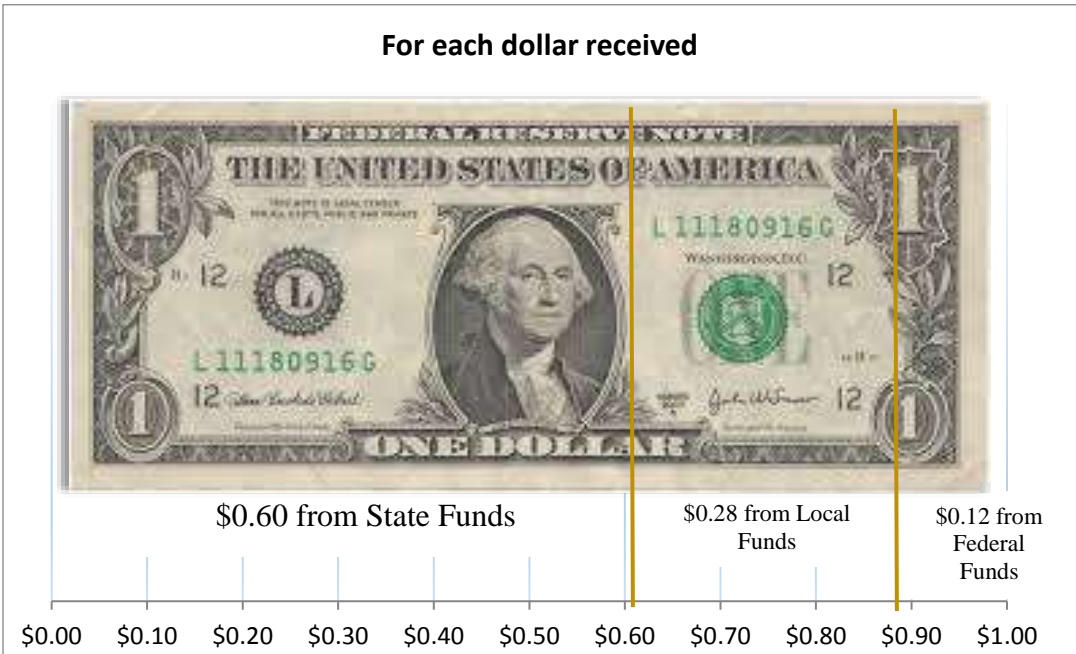 For each dollar received
FEDERAL RESERVE NOTE
THE UNITED STATES OF AMERICA
L 11180916 G
WASHINGTON, D.C.
12
12
L
L 11180916 G
12
12
1
1
1
1
ONE DOLLAR
$0.60 from State Funds
$0.28 from Local
Funds
$0.12 from
Federal
Funds
$0.00 $0.10 $0.20 $0.30 $0.40 $0.50 $0.60 $0.70 $0.80 $0.90 $1.00